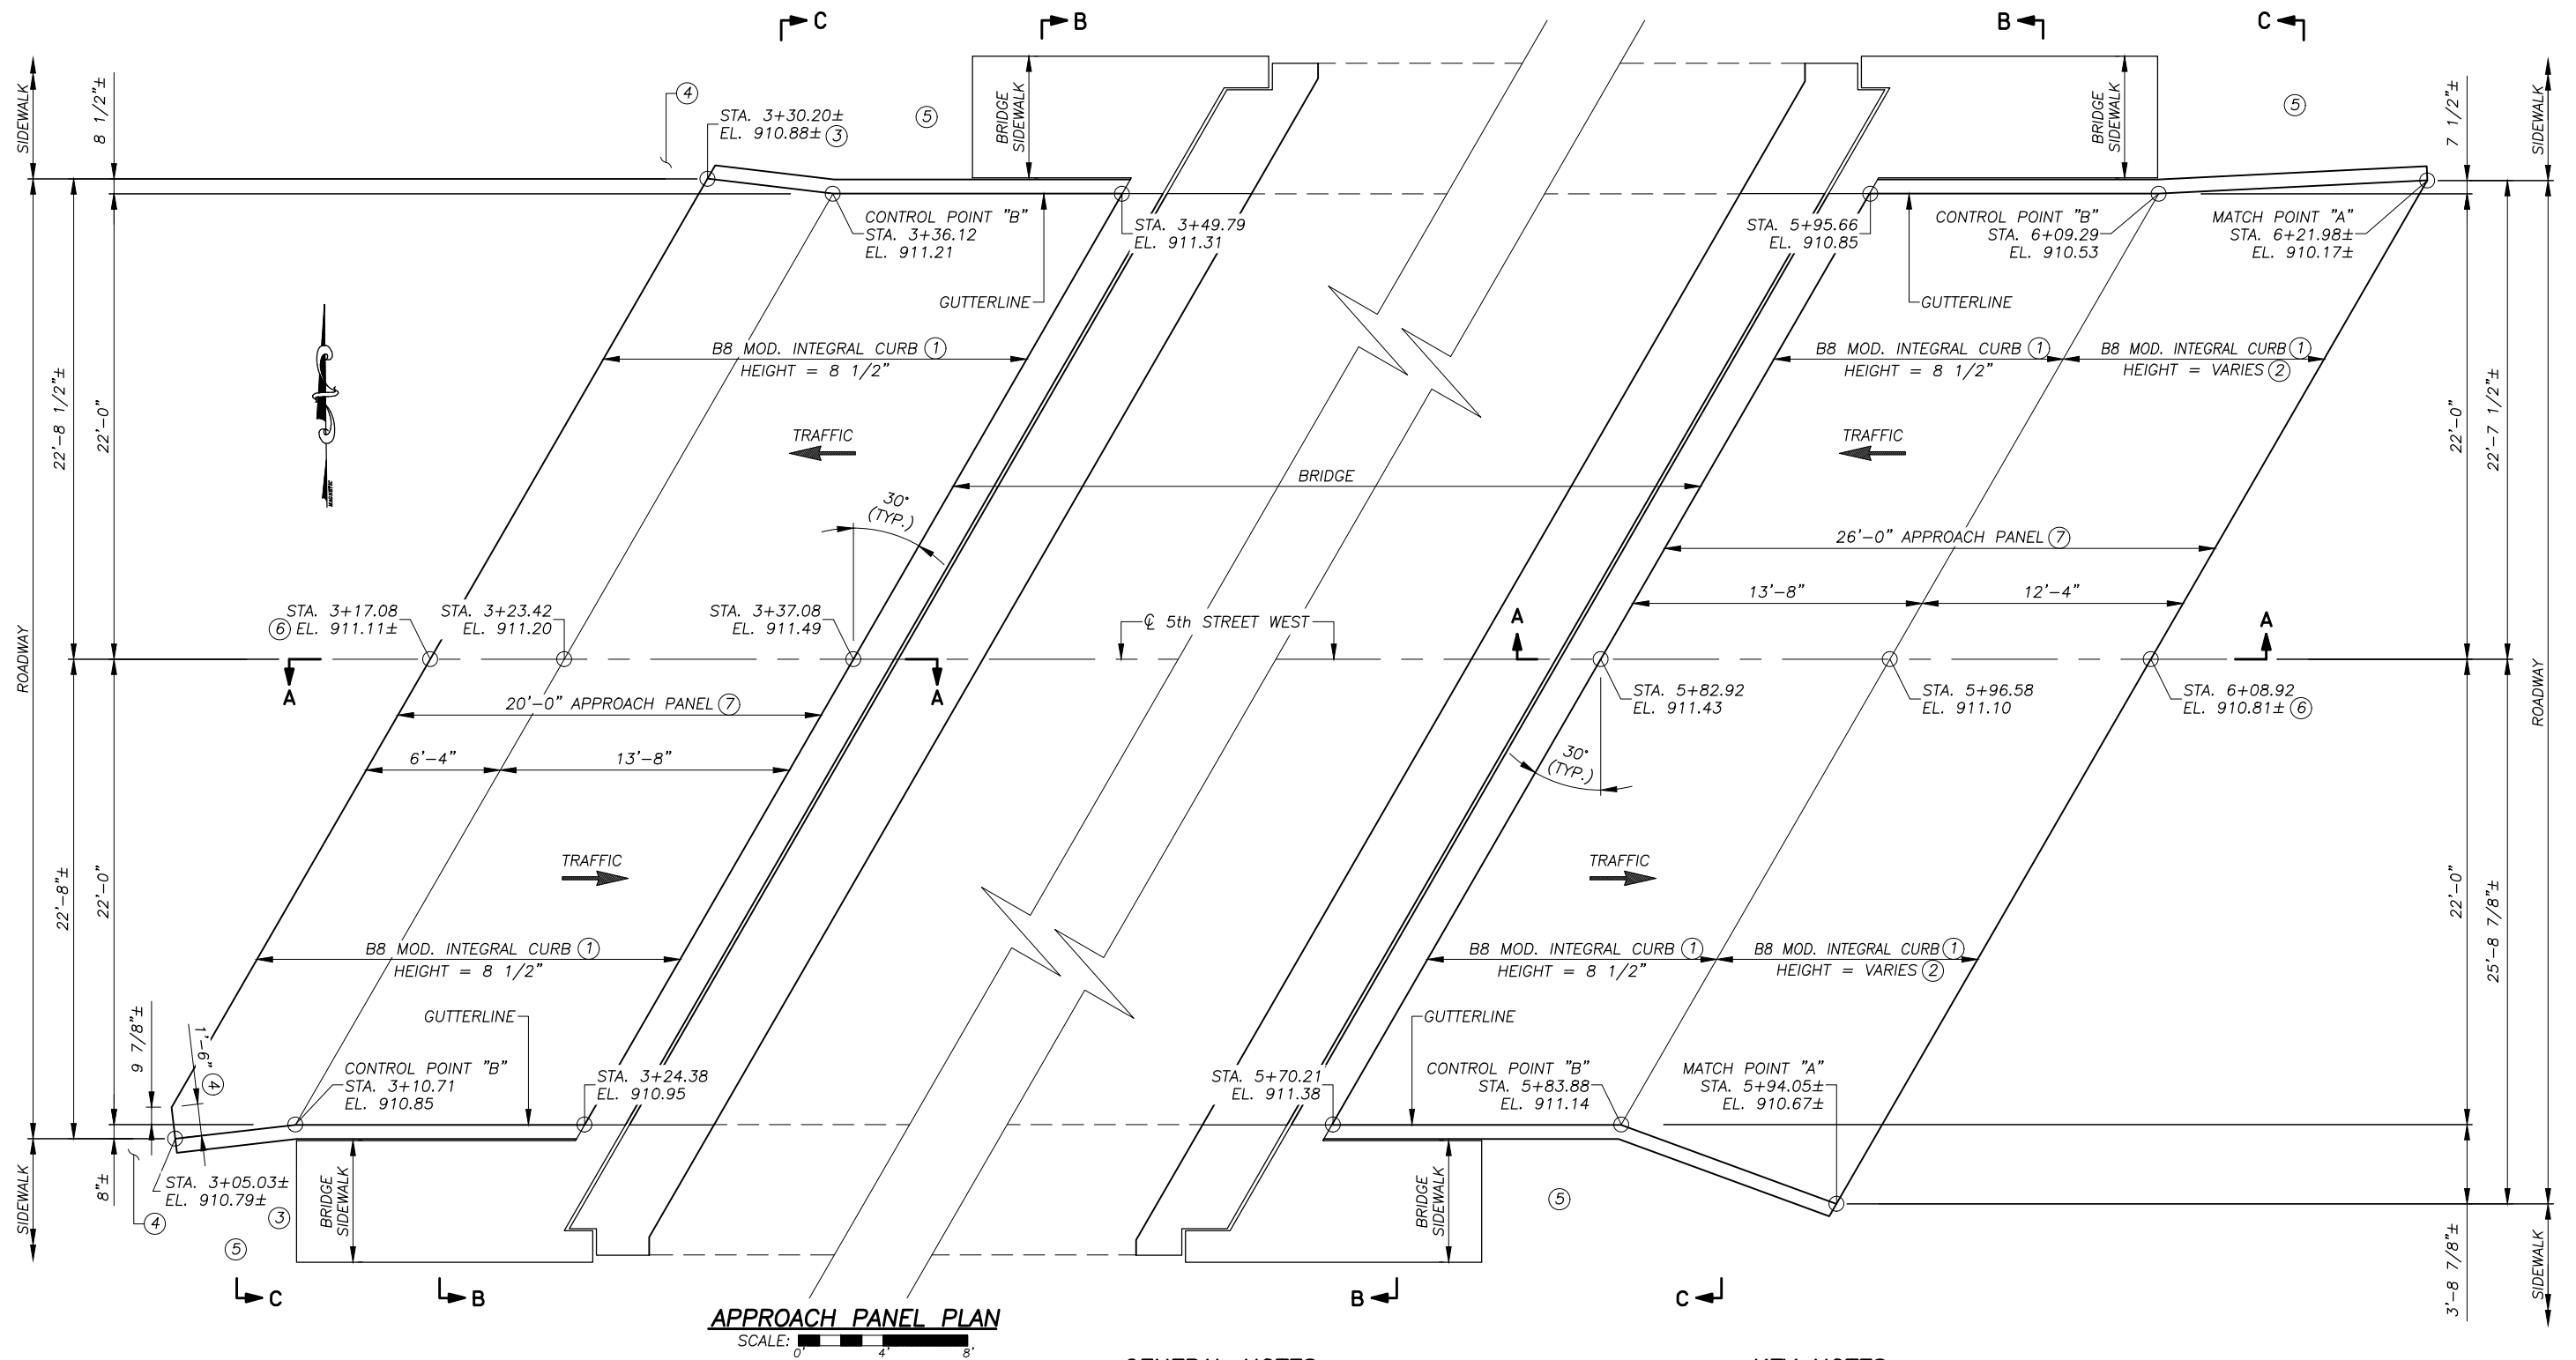 C
B
B
C
SIDEWALK
8 1/2"±
4
STA. 3+30.20±
EL. 910.88± 3
5
BRIDGE
SIDEWALK
BRIDGE
SIDEWALK
5
7 1/2"±
SIDEWALK
CONTROL POINT "B"
STA. 3+36.12
EL. 911.21
STA. 3+49.79
EL. 911.31
STA. 5+95.66
EL. 910.85
CONTROL POINT "B"
STA. 6+09.29
EL. 910.53
MATCH POINT "A"
STA. 6+21.98±
EL. 910.17±
GUTTERLINE
GUTTERLINE
B8 MOD. INTEGRAL CURB 1
HEIGHT = 8 1/2"
B8 MOD. INTEGRAL CURB 1
HEIGHT = 8 1/2"
B8 MOD. INTEGRAL CURB 1
HEIGHT = VARIES 2
22'-8 1/2"±
22'-0"
22'-0"
22'-7 1/2"±
TRAFFIC
TRAFFIC
BRIDGE
30°
(TYP.)
26'-0" APPROACH PANEL 7
13'-8"
12'-4"
STA. 3+17.08
6 EL. 911.11±
STA. 3+23.42
EL. 911.20
STA. 3+37.08
EL. 911.49
℄ 5th STREET WEST
A
A
ROADWAY
ROADWAY
A
A
STA. 5+82.92
EL. 911.43
STA. 5+96.58
EL. 911.10
STA. 6+08.92
EL. 910.81± 6
20'-0" APPROACH PANEL 7
6'-4"
13'-8"
30°
(TYP.)
TRAFFIC
TRAFFIC
22'-8"±
22'-0"
22'-0"
25'-8 7/8"±
B8 MOD. INTEGRAL CURB 1
HEIGHT = 8 1/2"
B8 MOD. INTEGRAL CURB 1
HEIGHT = 8 1/2"
B8 MOD. INTEGRAL CURB 1
HEIGHT = VARIES 2
GUTTERLINE
GUTTERLINE
9 7/8"±
1'-6" 4
CONTROL POINT "B"
STA. 3+10.71
EL. 910.85
STA. 3+24.38
EL. 910.95
STA. 5+70.21
EL. 911.38
CONTROL POINT "B"
STA. 5+83.88
EL. 911.14
MATCH POINT "A"
STA. 5+94.05±
EL. 910.67±
SIDEWALK
8"±
STA. 3+05.03±
EL. 910.79±
3
4
5
BRIDGE
SIDEWALK
BRIDGE
SIDEWALK
5
3'-8 7/8"±
SIDEWALK
C
B
B
C
APPROACH PANEL PLAN
SCALE:
0'
4'
8'
GENERAL NOTES
KEY NOTES